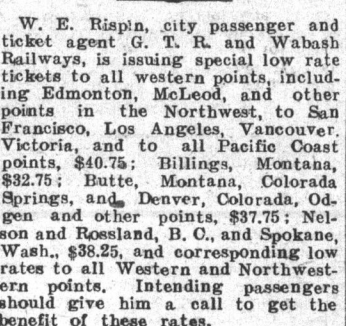 W. E. Rispin, city passenger and
ticket agent G. T. R. and Wabash
Railways, is issuing special low rate
tickets to all western points, includ-
ing Edmonton, McLeod, and other
points in the Northwest, to San
Francisco, Los Angeles, Vancouver.
Victoria, and to all Pacific Coast
points, $40.75; Billings, Montana,
$32.75; Butte, Montana, Colorada
Springs, and Denver, Colorada, Od-
gen and other points, $37.75; Nel-
son and Rossland, B. C., and Spokane,
Wash., $38.25, and corresponding low
rates to all Western and Northwest-
ern points. Intending passengers
should give him a call to get the
benefit of these rates.